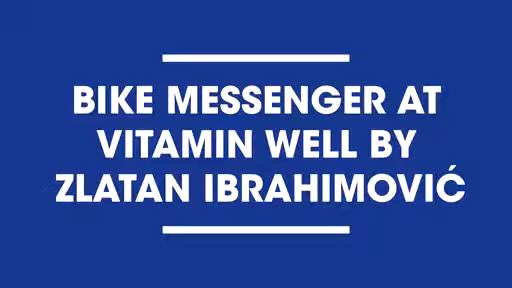 BIKE MESSENGER AT
VITAMIN WELL BY
ZLATAN IBRAHIMOVIĆ